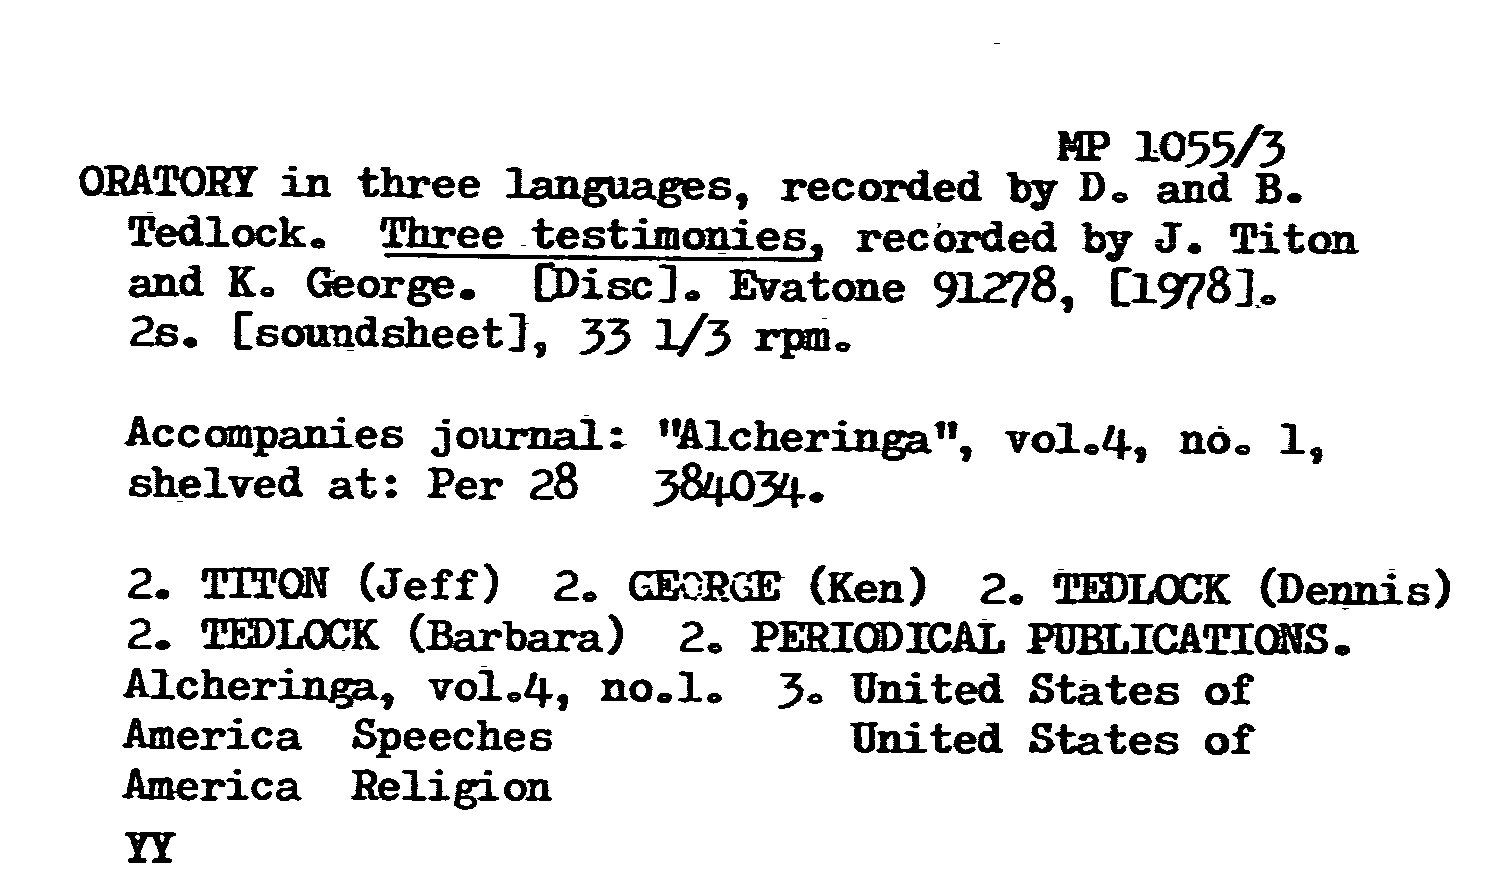 MP 1055/3
ORATORY in three languages, recorded by D. and B.
Tedlock. Three testimonies, recorded by J. Titon
and K. George. [Disc]. Evatone 91278, [1978].
2s. [soundsheet], 33 1/3 rpm.
Accompanies journal: "Alcheringa", vol.4, no. 1,
shelved at: Per 28 384034.
2. TITON (Jeff) 2. GEORGE (Ken) 2. TEDLOCK (Dennis)
2. TEDLOCK (Barbara) 2. PERIODICAL PUBLICATIONS.
Alcheringa, vol.4, no.1. 3. United States of
America Speeches United States of
America Religion
YY